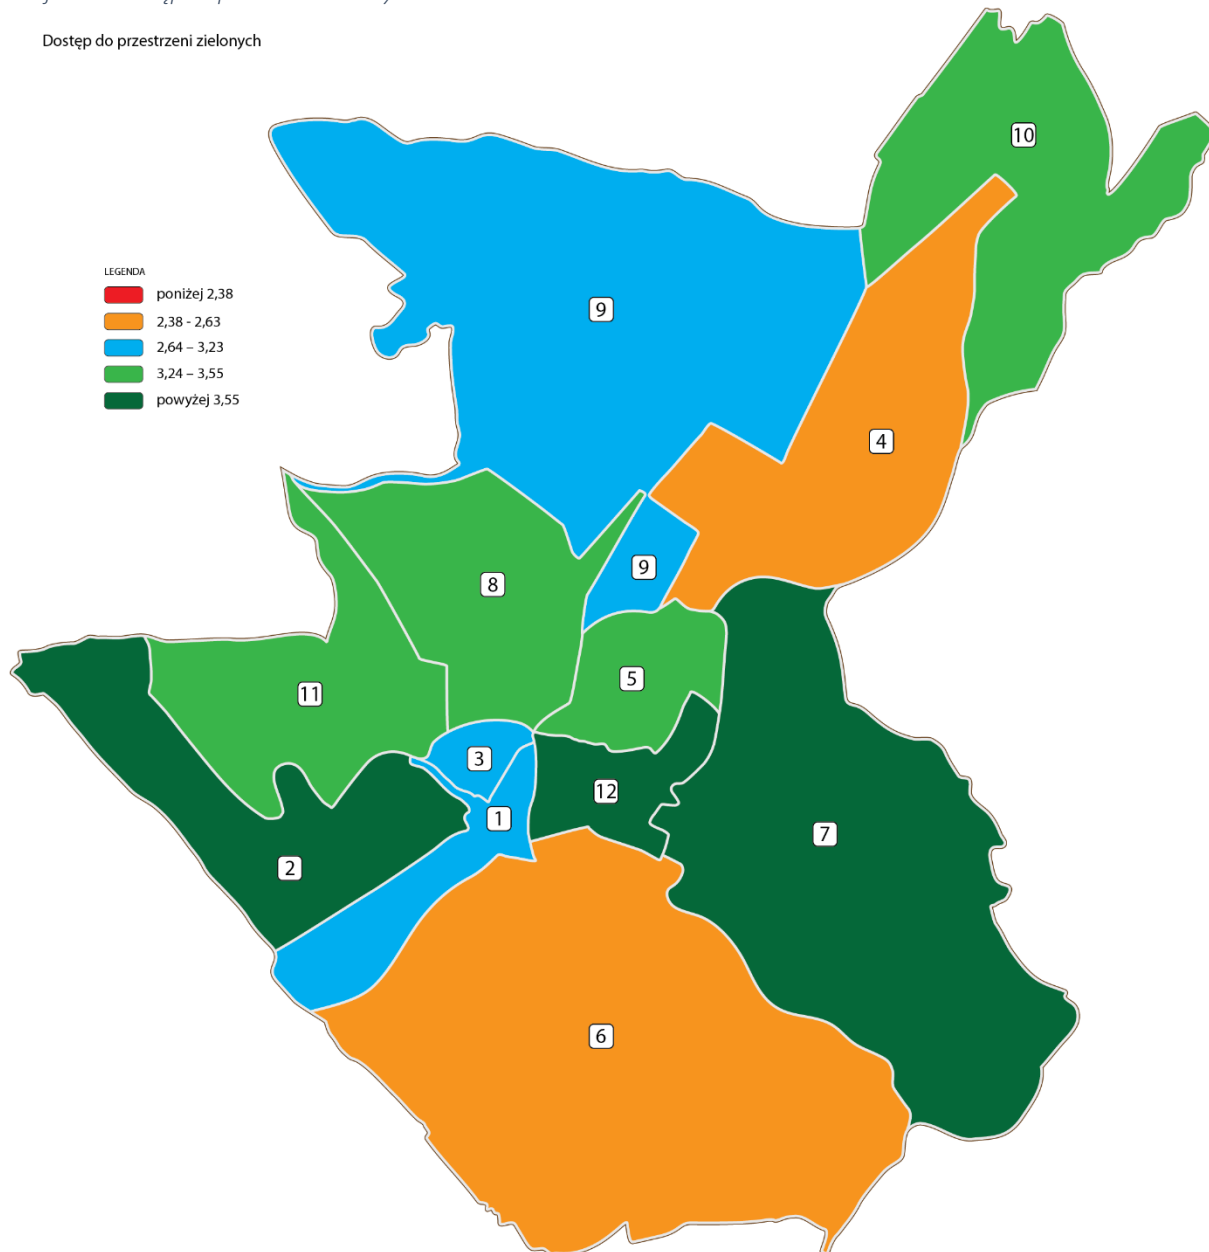 Dostęp do przestrzeni zielonych
10
9
LEGENDA
poniżej 2,38
2,38 - 2,63
2,64 – 3,23
3,24 – 3,55
powyżej 3,55
4
9
8
5
11
3
12
1
7
2
6